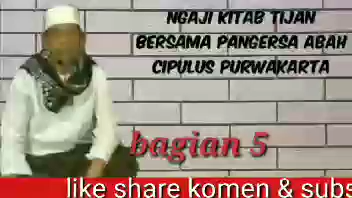 NGAJI KITAB TIJAN
BERSAMA PANGERSA ABAH
CIPULUS PURWAKARTA
bagian 5
like share komen & subs